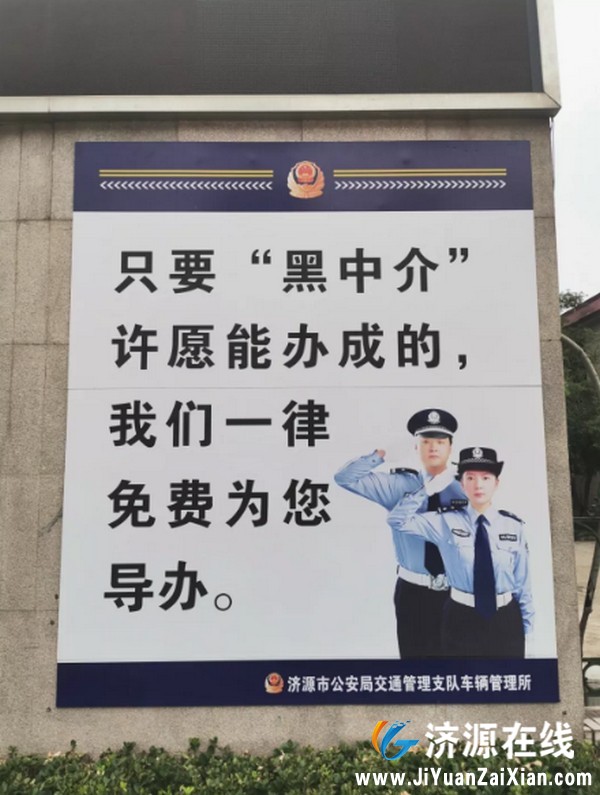 只要“黑中介”
许愿能办成的，
我们一律
免费为您
导办。
济源市公安局交通管理支队车辆管理所
济源在线
www.JiYuanZaiXian.com